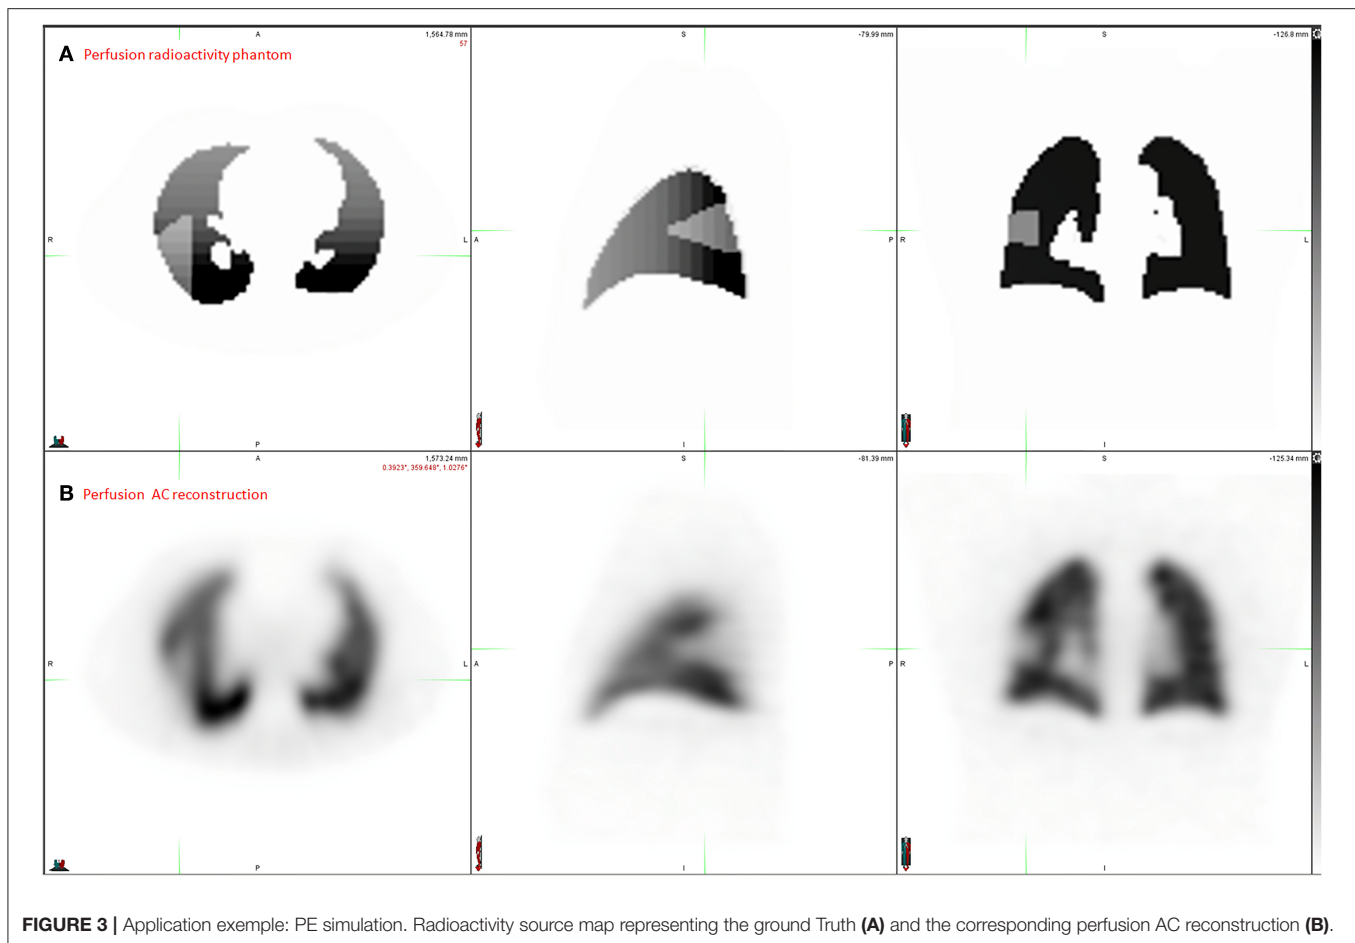 A
1,564.78 mm
57
S
-79.99 mm
S
-126.8 mm
A Perfusion radioactivity phantom
R
L
A
P
R
L
P
I
I
A
1,573.24 mm
0.3923°, 359.648°, 1.0276°
S
-81.39 mm
S
-125.34 mm
B Perfusion AC reconstruction
R
L
A
P
R
L
P
I
I
FIGURE 3 | Application exemple: PE simulation. Radioactivity source map representing the ground Truth (A) and the corresponding perfusion AC reconstruction (B).